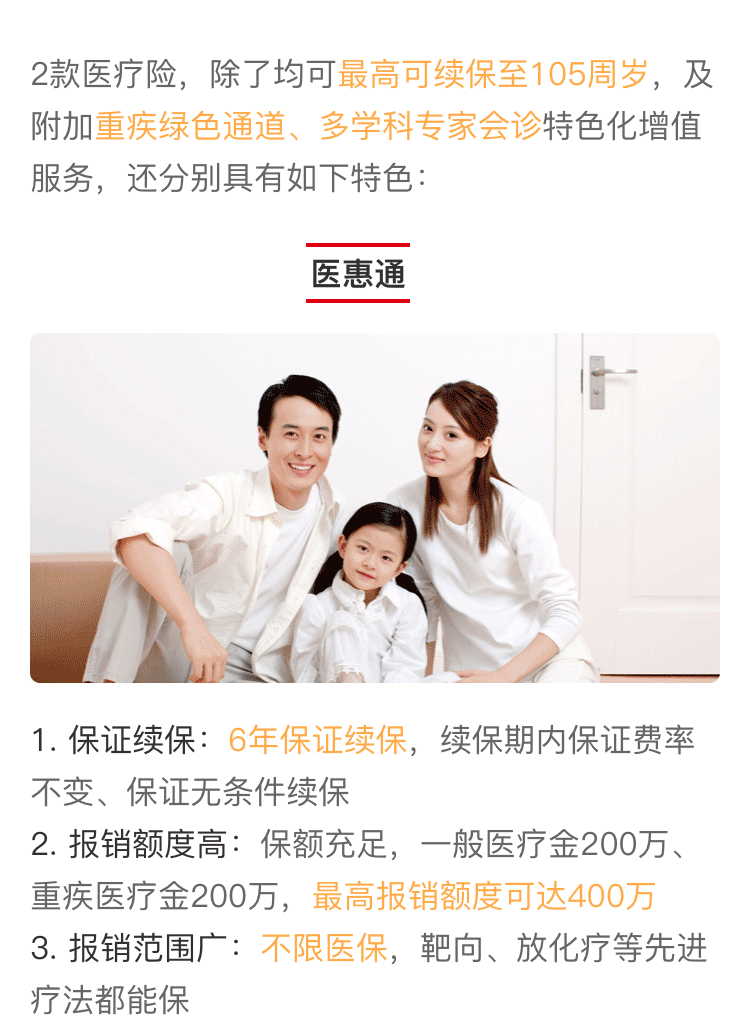 2款医疗险，除了均可最高可续保至105周岁，及
附加重疾绿色通道、多学科专家会诊特色化增值
服务，还分别具有如下特色：
医惠通
1. 保证续保：6年保证续保，续保期内保证费率
不变、保证无条件续保
2. 报销额度高：保额充足，一般医疗金200万、
重疾医疗金200万，最高报销额度可达400万
3. 报销范围广：不限医保，靶向、放化疗等先进
疗法都能保